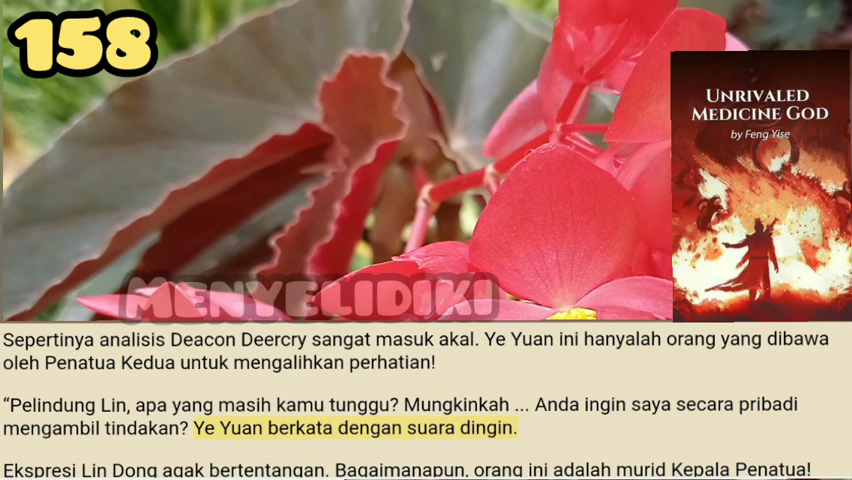 158
UNRIVALED
MEDICINE GOD
by Feng Yise
MENYELIDIKI
Sepertinya analisis Deacon Deercry sangat masuk akal. Ye Yuan ini hanyalah orang yang dibawa
oleh Penatua Kedua untuk mengalihkan perhatian!
“Pelindung Lin, apa yang masih kamu tunggu? Mungkinkah ... Anda ingin saya secara pribadi
mengambil tindakan? Ye Yuan berkata dengan suara dingin.
Ekspresi Lin Dong agak bertentangan. Bagaimanapun, orang ini adalah murid Kepala Penatua!